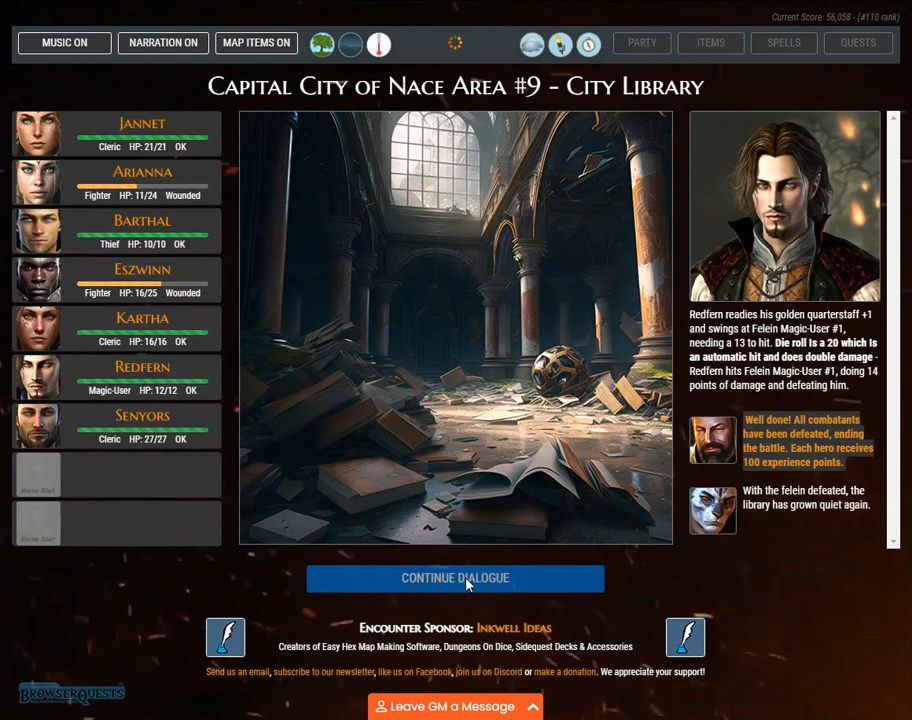 Current Score: 56,058 - (#110 rank)
MUSIC ON
NARRATION ON
MAP ITEMS ON
PARTY
ITEMS
SPELLS
QUESTS
Capital City of Nace Area #9 - City Library
Jannet
Cleric HP: 21/21 OK
Arianna
Fighter HP: 11/24 Wounded
Barthal
Thief HP: 10/10 OK
Eszwinn
Fighter HP: 16/25 Wounded
Kartha
Cleric HP: 16/16 OK
Redfern
Magic-User HP: 12/12 OK
Senyors
Cleric HP: 27/27 OK
Hero Slot
Hero Slot
Redfern readies his golden quarterstaff +1
and swings at Felein Magic-User #1,
needing a 13 to hit. Die roll Is a 20 which Is
an automatic hit and does double damage -
Redfern hits Felein Magic-User #1, doing 14
points of damage and defeating him.
Well done! All combatants
have been defeated, ending
the battle. Each hero receives
100 experience points.
With the felein defeated, the
library has grown quiet again.
CONTINUE DIALOGUE
Encounter Sponsor: Inkwell Ideas
Creators of Easy Hex Map Making Software, Dungeons On Dice, Sidequest Decks & Accessories
Send us an email, subscribe to our newsletter, like us on Facebook, join us on Discord or make a donation. We appreciate your support!
BrowserQuests
Leave GM a Message